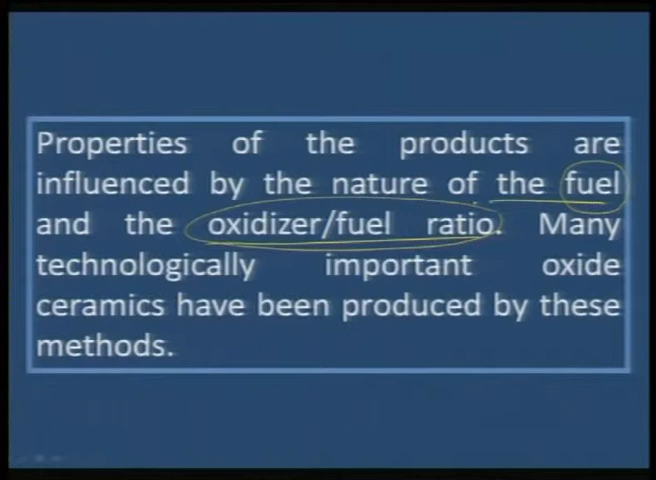 Properties of the products are
influenced by the nature of the fuel
and the oxidizer/fuel ratio. Many
technologically important oxide
ceramics have been produced by these
methods.